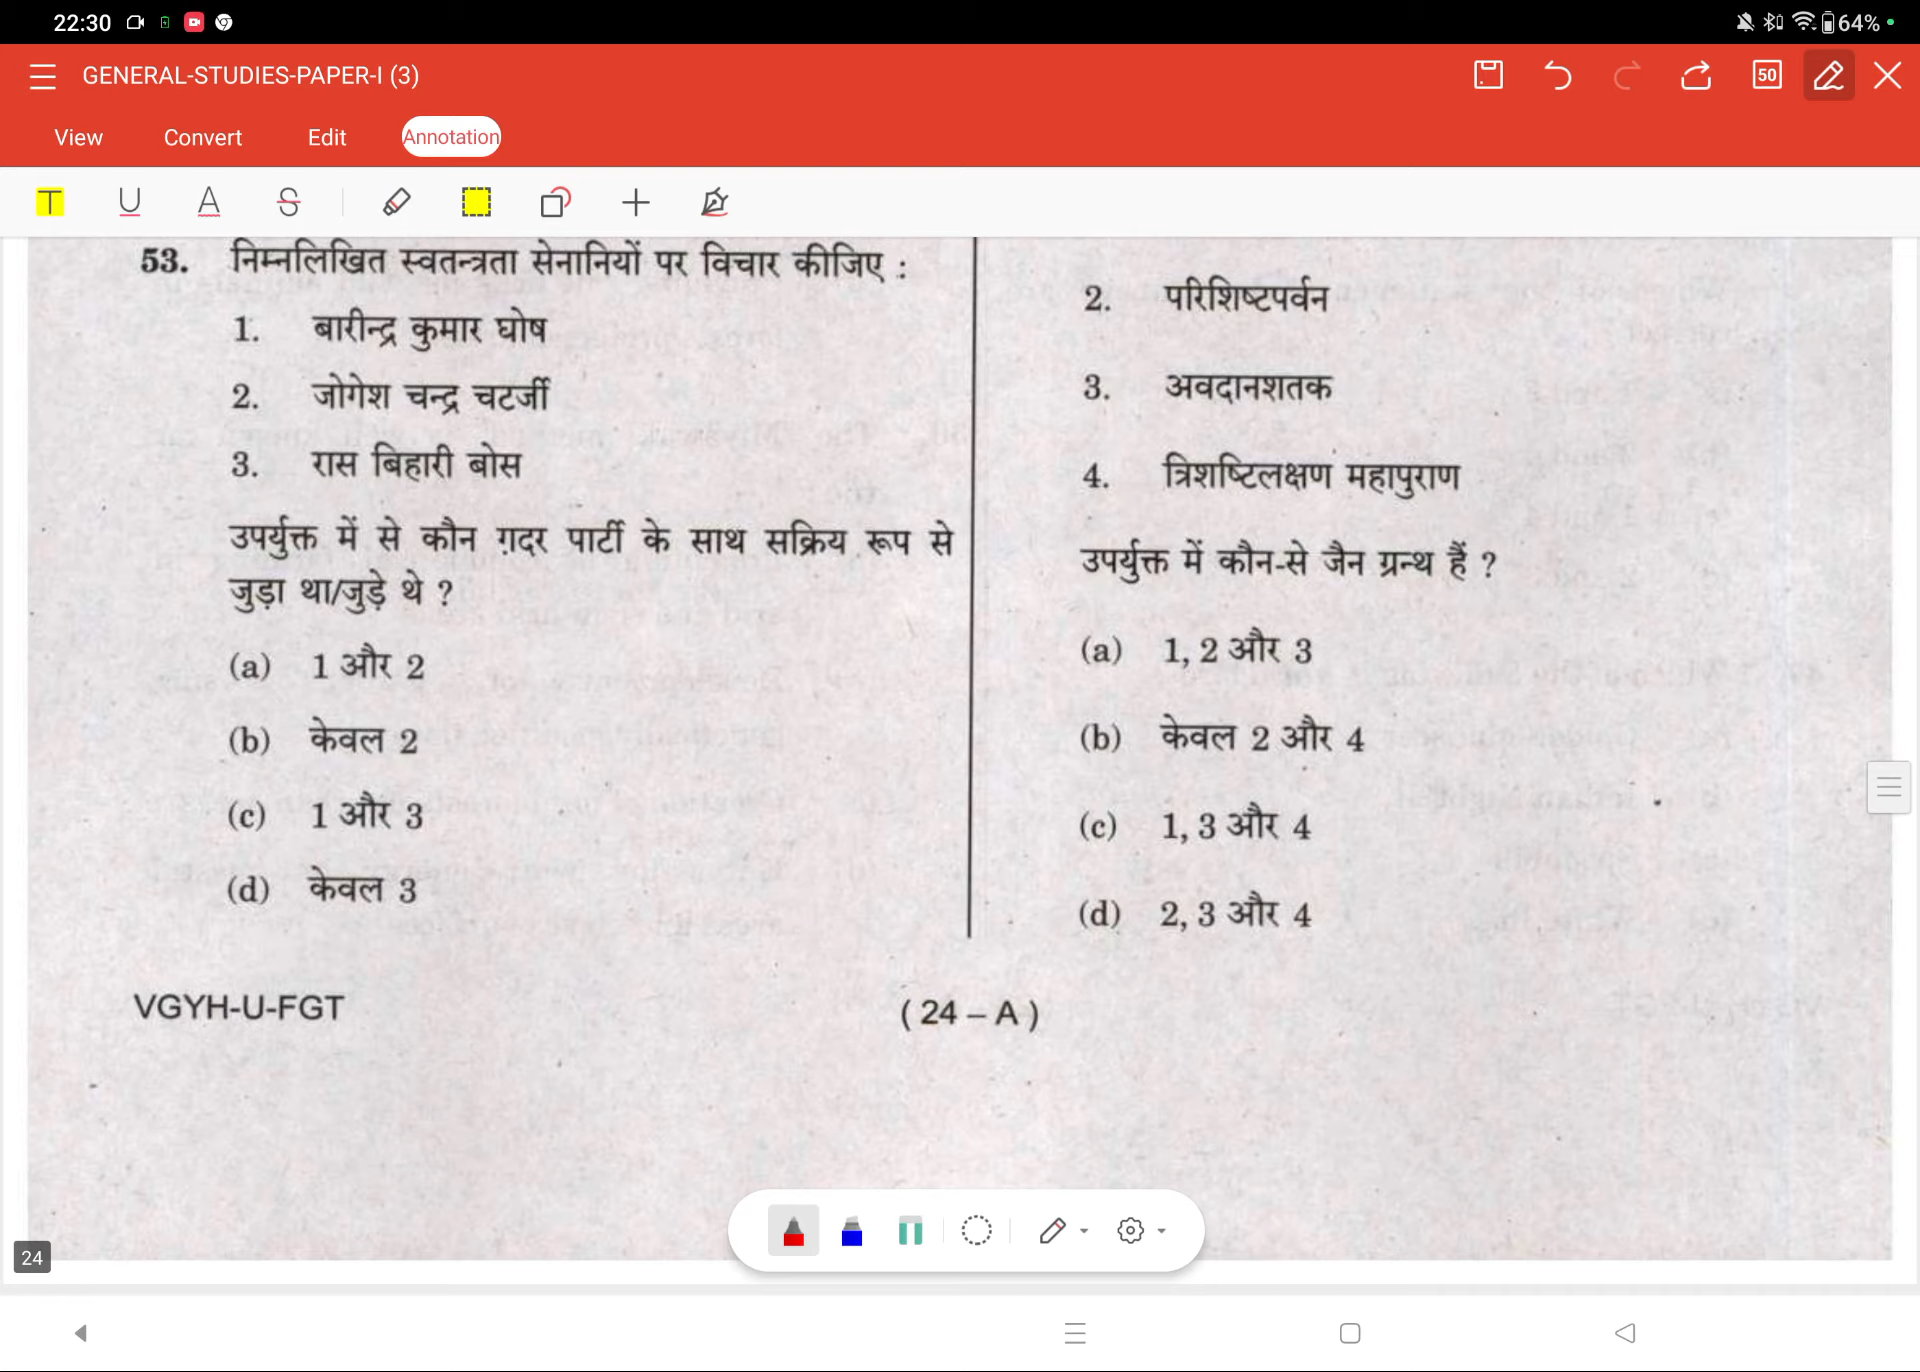 22:30
64%
GENERAL-STUDIES-PAPER-I (3)
50
View Convert Edit Annotation
T U A S
53. निम्नलिखित स्वतन्त्रता सेनानियों पर विचार कीजिए :
1. बारीन्द्र कुमार घोष
2. जोगेश चन्द्र चटर्जी
3. रास बिहारी बोस
उपर्युक्त में से कौन ग़दर पार्टी के साथ सक्रिय रूप से
जुड़ा था/जुड़े थे ?
(a) 1 और 2
(b) केवल 2
(c) 1 और 3
(d) केवल 3
2. परिशिष्टपर्वन
3. अवदानशतक
4. त्रिशष्टिलक्षण महापुराण
उपर्युक्त में कौन-से जैन ग्रन्थ हैं ?
(a) 1, 2 और 3
(b) केवल 2 और 4
(c) 1, 3 और 4
(d) 2, 3 और 4
VGYH-U-FGT
( 24 – A )
24